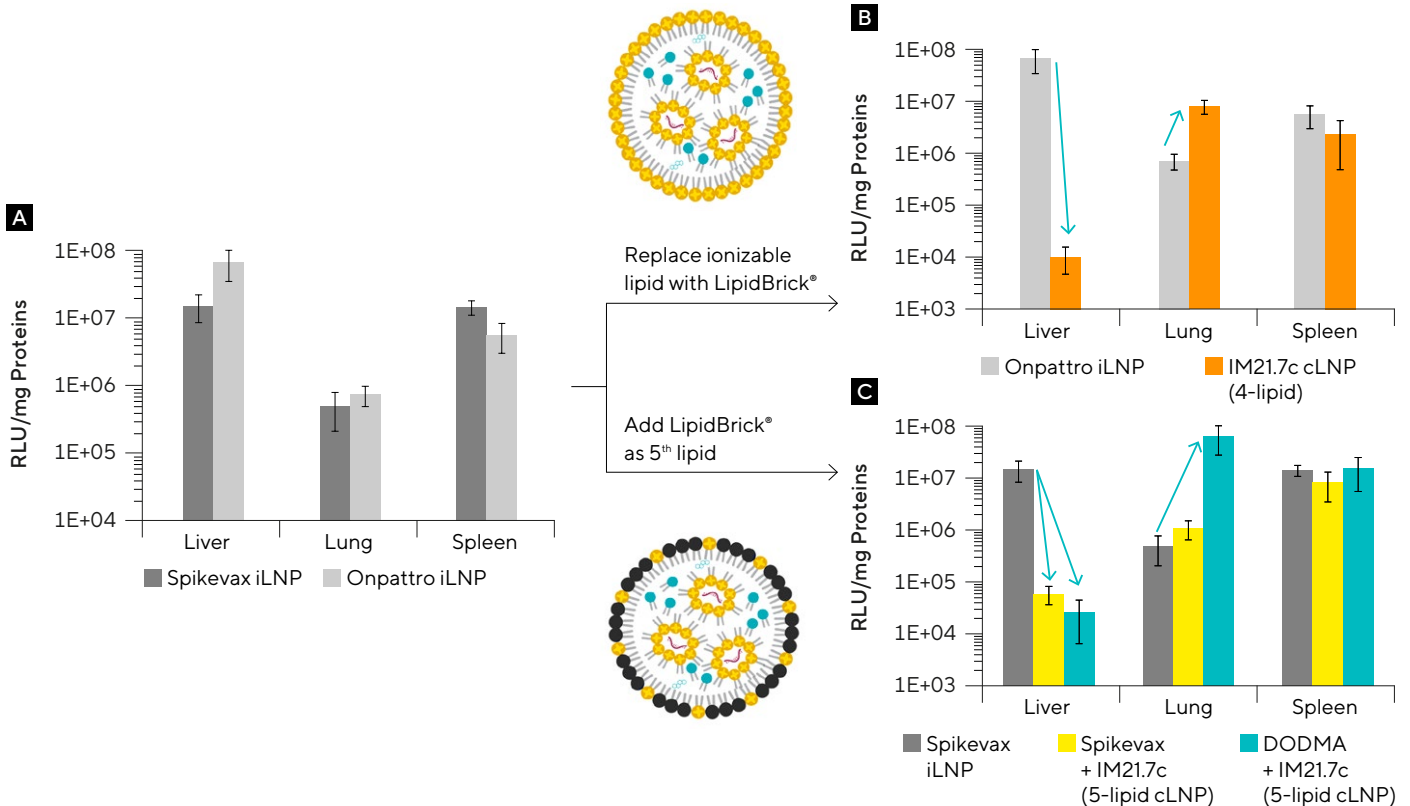 A
RLU/mg Proteins
1E+08
1E+07
1E+06
1E+05
1E+04
Liver
Lung
Spleen
Spikevax iLNP
Onpattro iLNP
Replace ionizable
lipid with LipidBrick®
Add LipidBrick®
as 5th lipid
B
RLU/mg Proteins
1E+08
1E+07
1E+06
1E+05
1E+04
1E+03
Liver
Lung
Spleen
Onpattro iLNP
IM21.7c cLNP
(4-lipid)
C
RLU/mg Proteins
1E+08
1E+07
1E+06
1E+05
1E+04
1E+03
Liver
Lung
Spleen
Spikevax
iLNP
Spikevax
+ IM21.7c
(5-lipid cLNP)
DODMA
+ IM21.7c
(5-lipid cLNP)